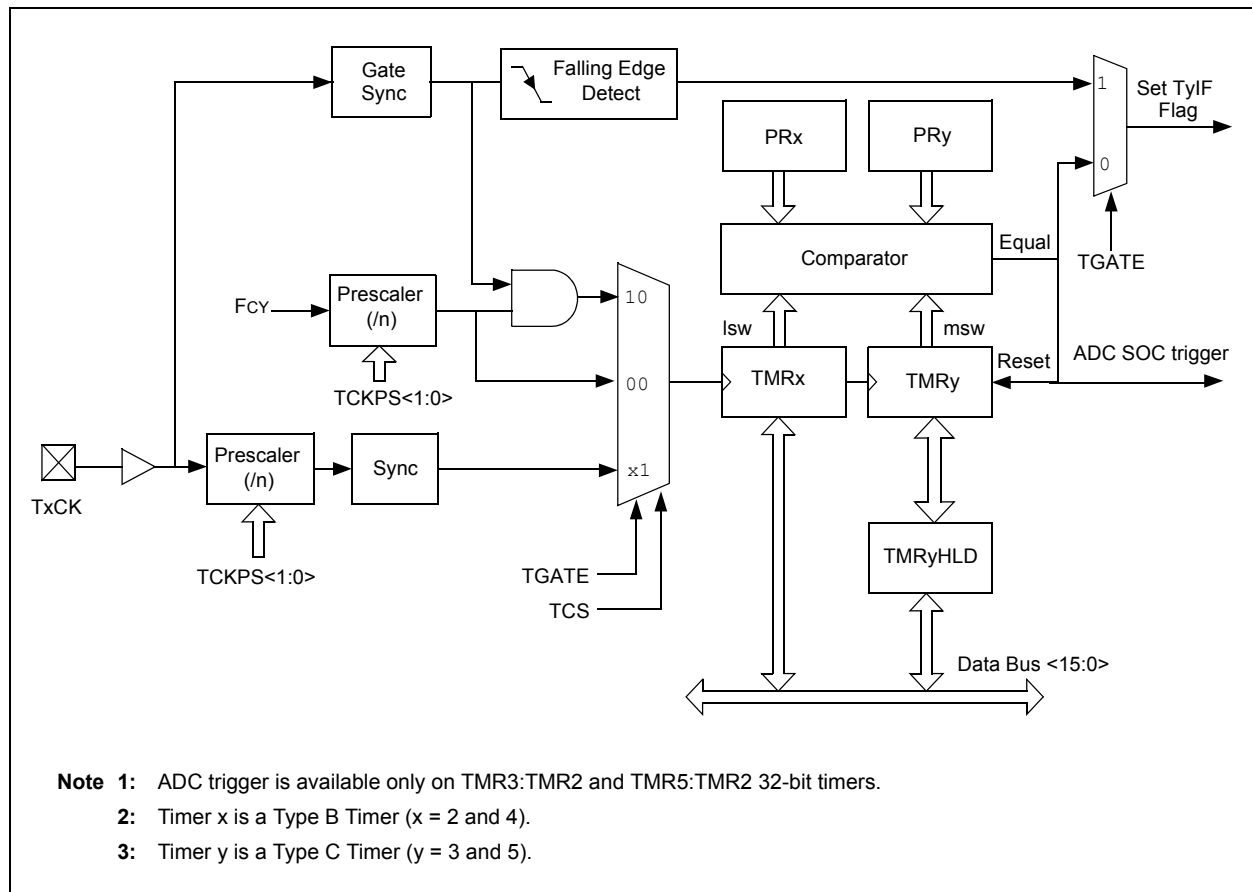 Gate
Sync
Falling Edge
Detect
1
Set TyIF
Flag
PRx
PRy
0
Comparator
Equal
TGATE
FCY
Prescaler
(/n)
10
lsw
msw
TCKPS<1:0>
00
TMRx
TMRy
Reset
ADC SOC trigger
TxCK
Prescaler
(/n)
Sync
x1
TCKPS<1:0>
TGATE
TCS
TMRyHLD
Data Bus <15:0>
Note 1: ADC trigger is available only on TMR3:TMR2 and TMR5:TMR2 32-bit timers.
2: Timer x is a Type B Timer (x = 2 and 4).
3: Timer y is a Type C Timer (y = 3 and 5).